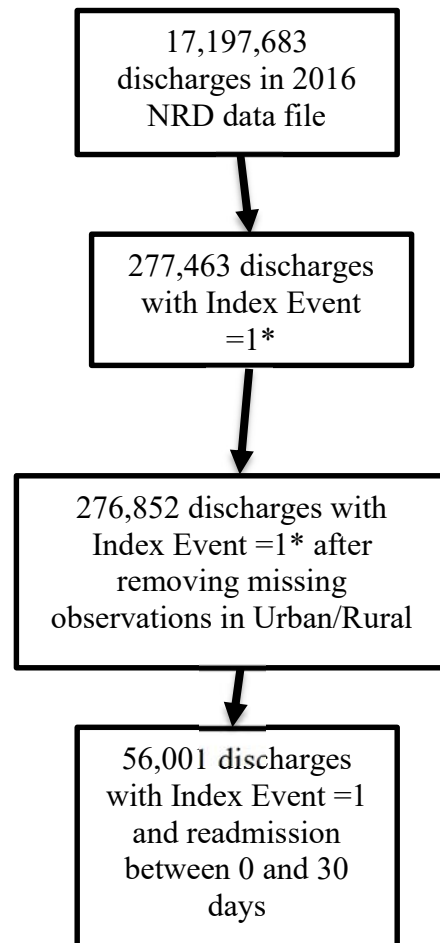 17,197,683
discharges in 2016
NRD data file
277,463 discharges
with Index Event
=1*
276,852 discharges with
Index Event =1* after
removing missing
observations in Urban/Rural
56,001 discharges
with Index Event =1
and readmission
between 0 and 30
days